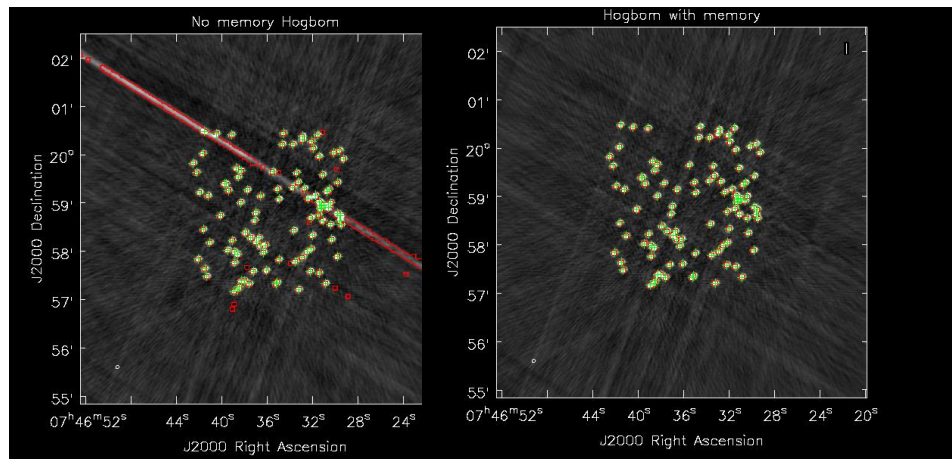 No memory Hogbom
J2000 Declination
02'
01'
20°
59'
58'
57'
56'
55'
07ʰ46ᵐ52ˢ
44ˢ
40ˢ
36ˢ
32ˢ
28ˢ
24ˢ
J2000 Right Ascension
Hogbom with memory
I
J2000 Declination
02'
01'
20°
59'
58'
57'
56'
55'
07ʰ46ᵐ52ˢ
44ˢ
40ˢ
36ˢ
32ˢ
28ˢ
24ˢ
20ˢ
J2000 Right Ascension